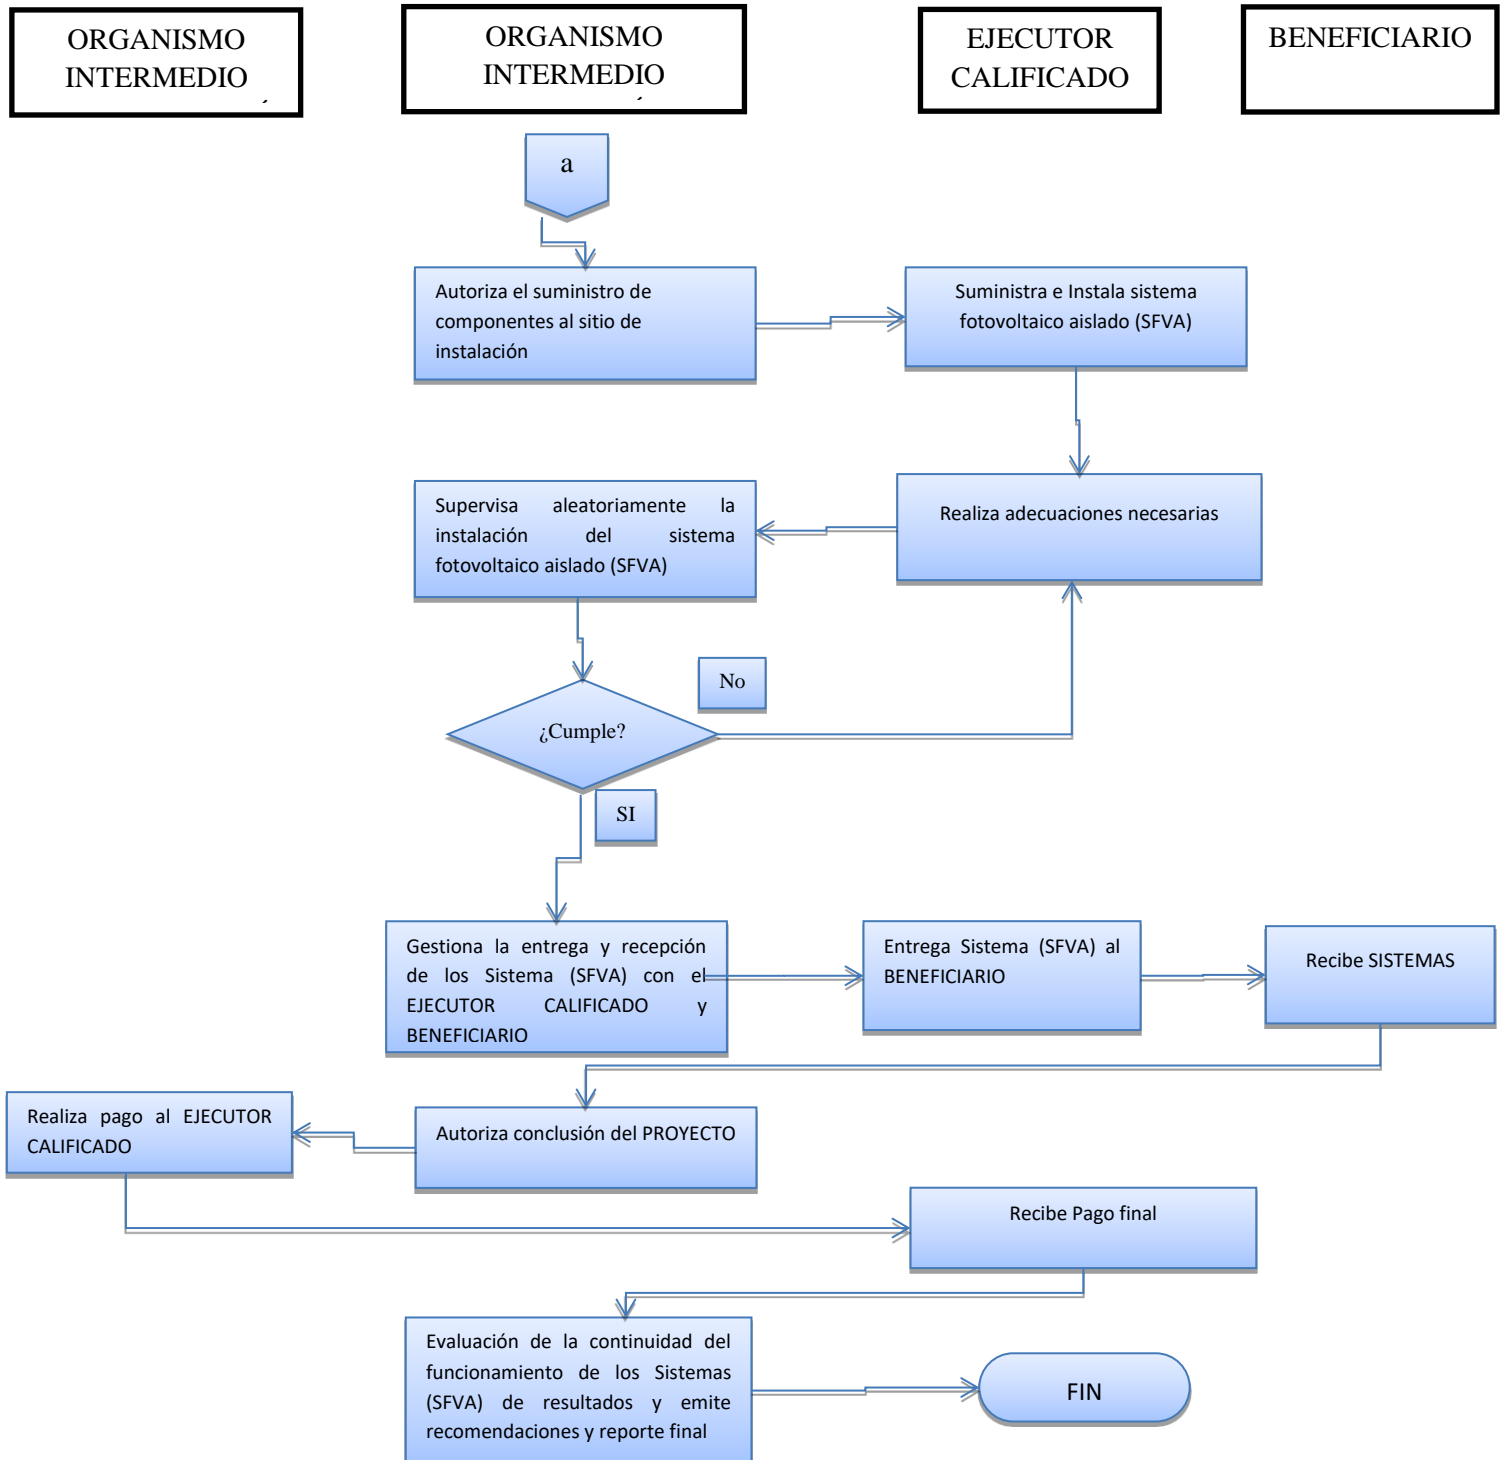 ORGANISMO
INTERMEDIO
ORGANISMO
INTERMEDIO
EJECUTOR
CALIFICADO
BENEFICIARIO
a
Autoriza el suministro de
componentes al sitio de
instalación
Suministra e Instala sistema
fotovoltaico aislado (SFVA)
Supervisa aleatoriamente la
instalación del sistema
fotovoltaico aislado (SFVA)
Realiza adecuaciones necesarias
No
¿Cumple?
SI
Gestiona la entrega y recepción
de los Sistema (SFVA) con el
EJECUTOR CALIFICADO y
BENEFICIARIO
Entrega Sistema (SFVA) al
BENEFICIARIO
Recibe SISTEMAS
Realiza pago al EJECUTOR
CALIFICADO
Autoriza conclusión del PROYECTO
Recibe Pago final
Evaluación de la continuidad del
funcionamiento de los Sistemas
(SFVA) de resultados y emite
recomendaciones y reporte final
FIN